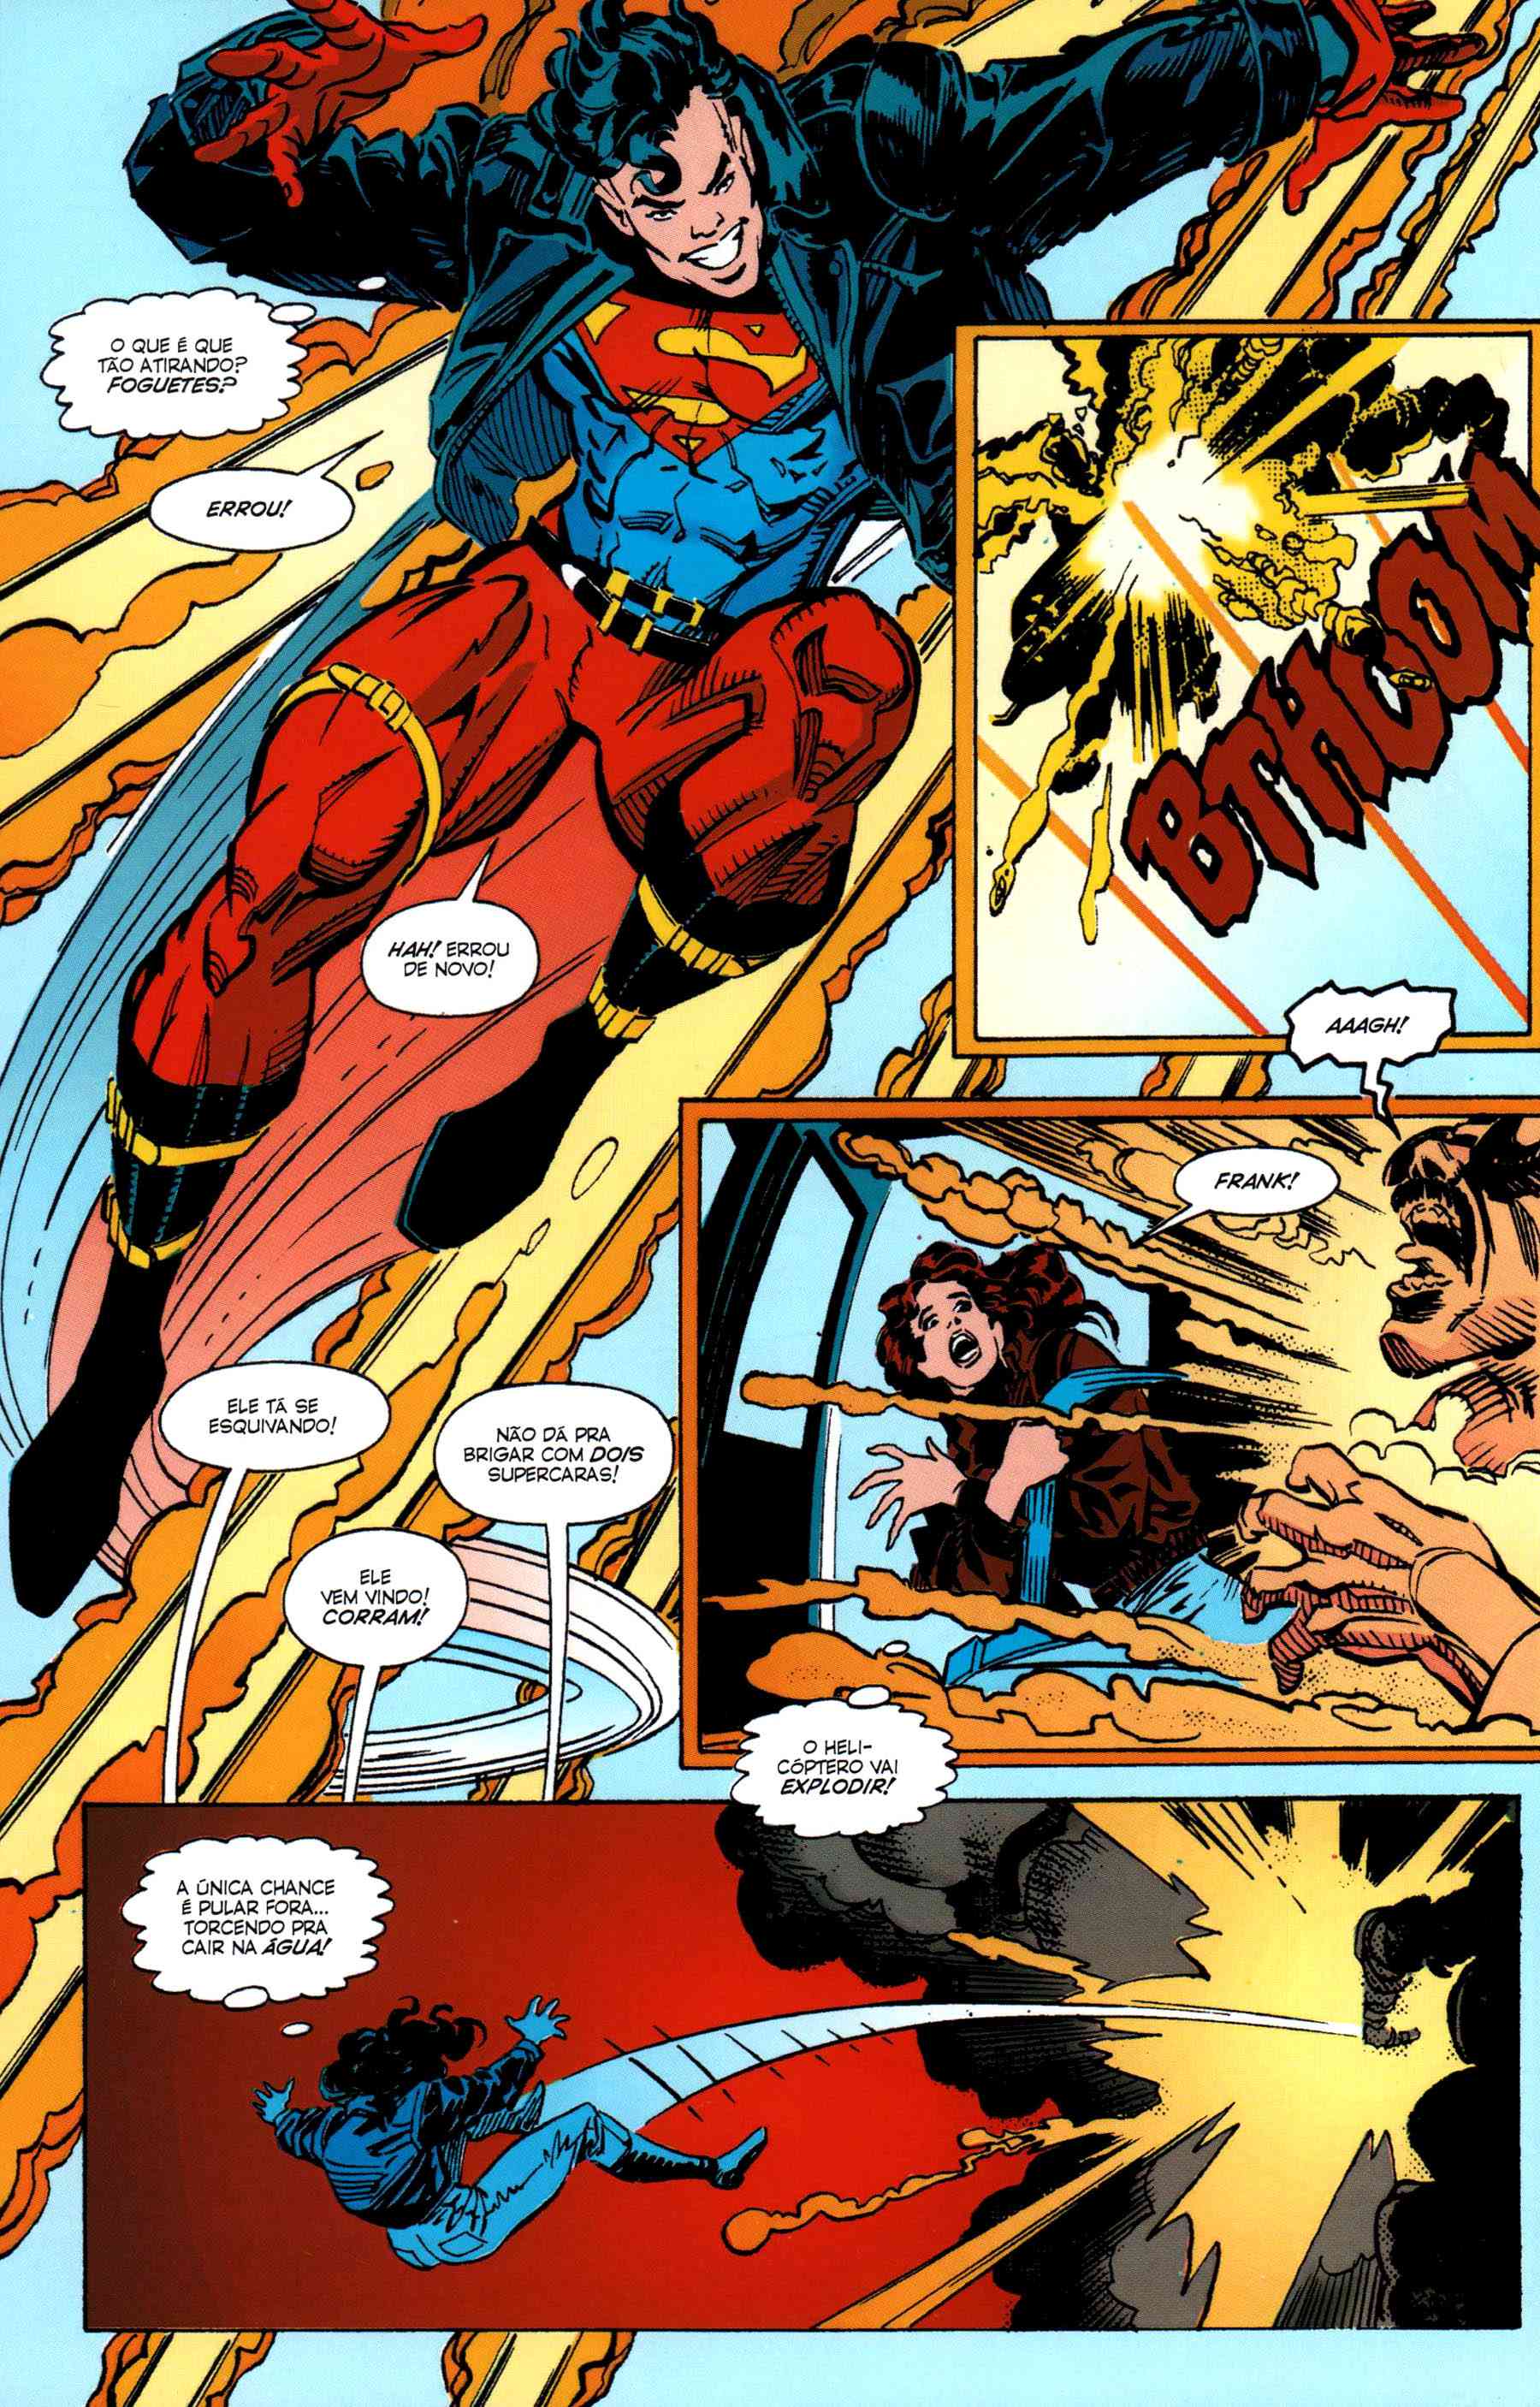 O QUE É QUE
TÃO ATIRANDO?
FOGUETES?
ERROU!
HAH! ERROU
DE NOVO!
BTHOOM
AAAGH!
FRANK!
ELE TÁ SE
ESQUIVANDO!
ELE
VEM VINDO!
CORRAM!
NÃO DÁ PRA
BRIGAR COM DOIS
SUPERCARAS!
O HELI-
CÓPTERO VAI
EXPLODIR!
A ÚNICA CHANCE
É PULAR FORA...
TORCENDO PRA
CAIR NA ÁGUA!